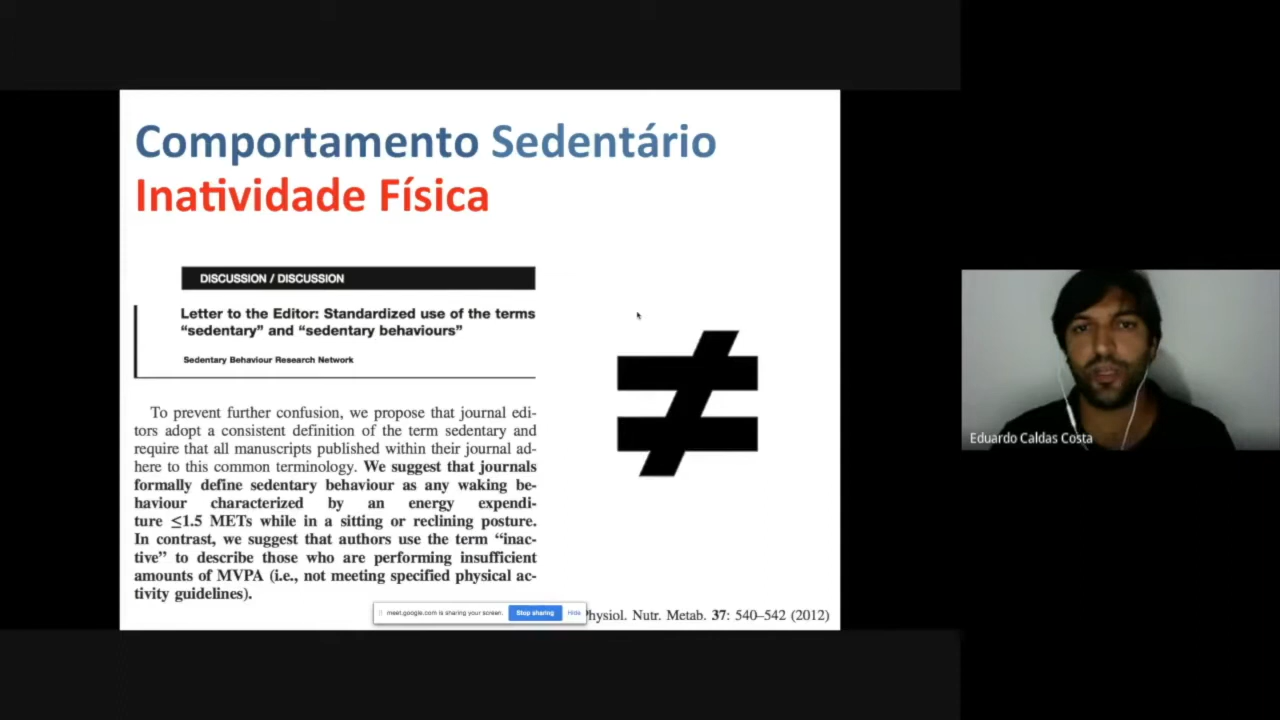 Comportamento Sedentário
Inatividade Física
DISCUSSION / DISCUSSION
Letter to the Editor: Standardized use of the terms
“sedentary” and “sedentary behaviours”
Sedentary Behaviour Research Network
To prevent further confusion, we propose that journal edi-
tors adopt a consistent definition of the term sedentary and
require that all manuscripts published within their journal ad-
here to this common terminology. We suggest that journals
formally define sedentary behaviour as any waking be-
haviour characterized by an energy expendi-
ture ≤1.5 METs while in a sitting or reclining posture.
In contrast, we suggest that authors use the term “inac-
tive” to describe those who are performing insufficient
amounts of MVPA (i.e., not meeting specified physical ac-
tivity guidelines).
≠
meet.google.com is sharing your screen. Stop sharing Hide
Physiol. Nutr. Metab. 37: 540–542 (2012)
Eduardo Caldas Costa